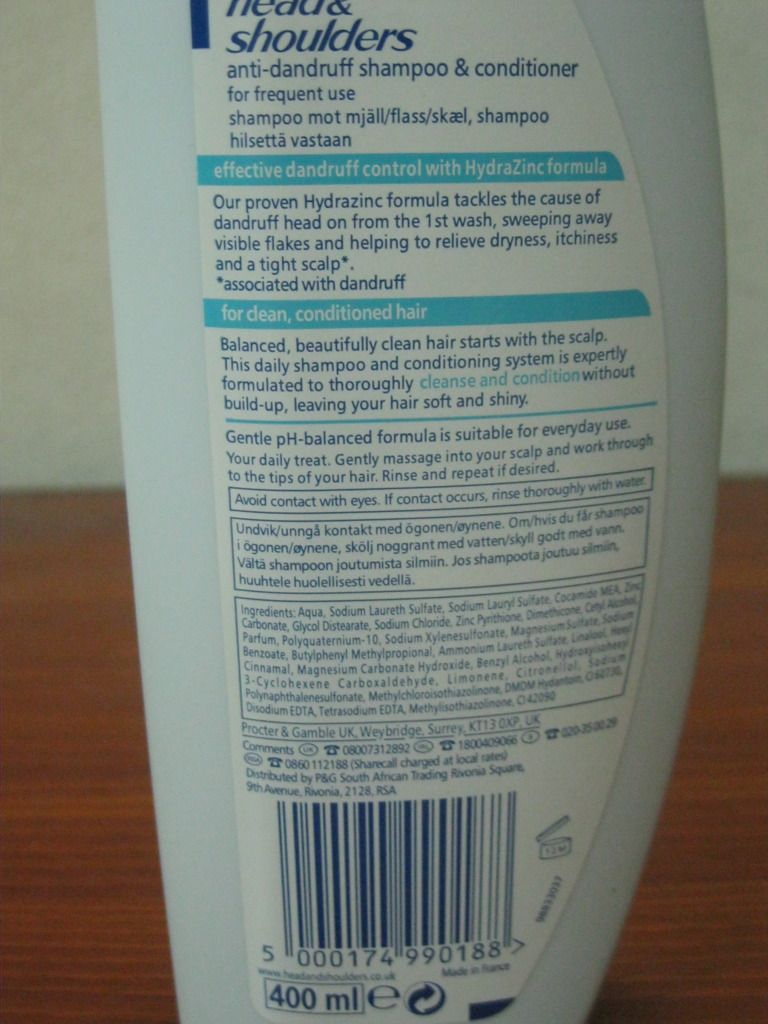 head &
shoulders
anti-dandruff shampoo & conditioner
for frequent use
shampoo mot mjäll/flass/skæl, shampoo
hilsettä vastaan
effective dandruff control with HydraZinc formula
Our proven Hydrazinc formula tackles the cause of
dandruff head on from the 1st wash, sweeping away
visible flakes and helping to relieve dryness, itchiness
and a tight scalp*.
*associated with dandruff
for clean, conditioned hair
Balanced, beautifully clean hair starts with the scalp.
This daily shampoo and conditioning system is expertly
formulated to thoroughly cleanse and condition without
build-up, leaving your hair soft and shiny.
Gentle pH-balanced formula is suitable for everyday use.
Your daily treat. Gently massage into your scalp and work through
to the tips of your hair. Rinse and repeat if desired.
Avoid contact with eyes. If contact occurs, rinse thoroughly with water.
Undvik/unngå kontakt med ögonen/øynene. Om/hvis du får shampoo
i ögonen/øynene, skölj noggrant med vatten/skyll godt med vann.
Vältä shampoon joutumista silmiin. Jos shampoota joutuu silmiin,
huuhtele huolellisesti vedellä.
Ingredients: Aqua, Sodium Laureth Sulfate, Sodium Lauryl Sulfate, Cocamide MEA, Zinc
Carbonate, Glycol Distearate, Sodium Chloride, Zinc Pyrithione, Dimethicone, Cetyl Alcohol,
Parfum, Polyquaternium-10, Sodium Xylenesulfonate, Magnesium Sulfate, Sodium
Benzoate, Butylphenyl Methylpropional, Ammonium Laureth Sulfate, Linalool, Hexyl
Cinnamal, Magnesium Carbonate Hydroxide, Benzyl Alcohol, Hydroxyisohexyl
3-Cyclohexene Carboxaldehyde, Limonene, Citronellol, Sodium
Polynaphthalenesulfonate, Methylchloroisothiazolinone, DMDM Hydantoin, CI 60730,
Disodium EDTA, Tetrasodium EDTA, Methylisothiazolinone, CI 42090
Procter & Gamble UK, Weybridge, Surrey, KT13 0XP, UK
Comments UK ☎ 08007312892 ☎ 1800409066 S ☎ 020-35 00 29
RSA ☎ 0860 112188 (Sharecall charged at local rates)
Distributed by P&G South African Trading Rivonia Square,
9th Avenue, Rivonia, 2128, RSA
12M
98833037
5 000174 990188 >
www.headandshoulders.co.uk Made in France
400 ml e